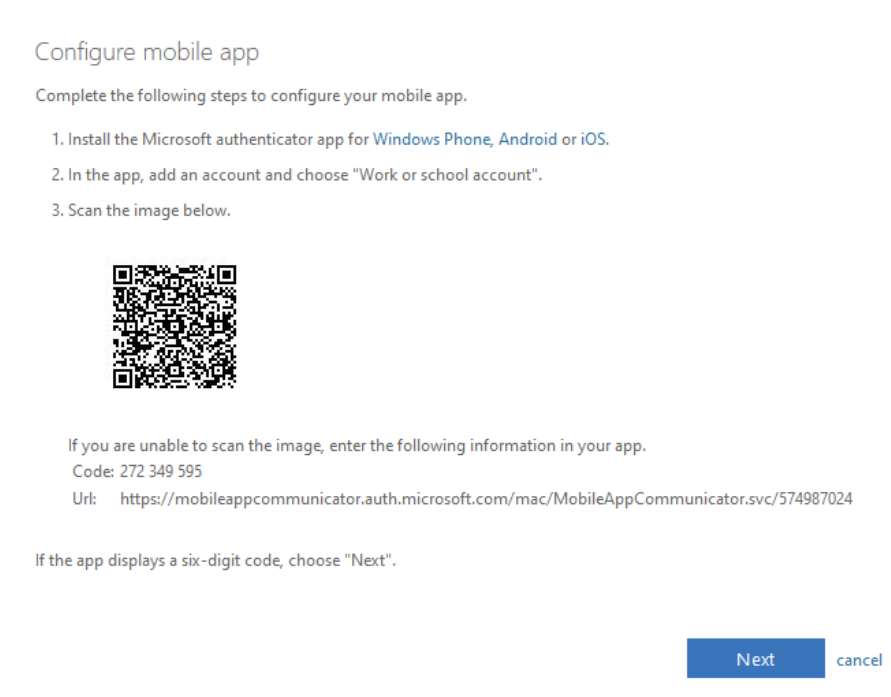 Configure mobile app
Complete the following steps to configure your mobile app.
1. Install the Microsoft authenticator app for Windows Phone, Android or iOS.
2. In the app, add an account and choose "Work or school account".
3. Scan the image below.
If you are unable to scan the image, enter the following information in your app.
Code: 272 349 595
Url: https://mobileappcommunicator.auth.microsoft.com/mac/MobileAppCommunicator.svc/574987024
If the app displays a six-digit code, choose "Next".
Next cancel